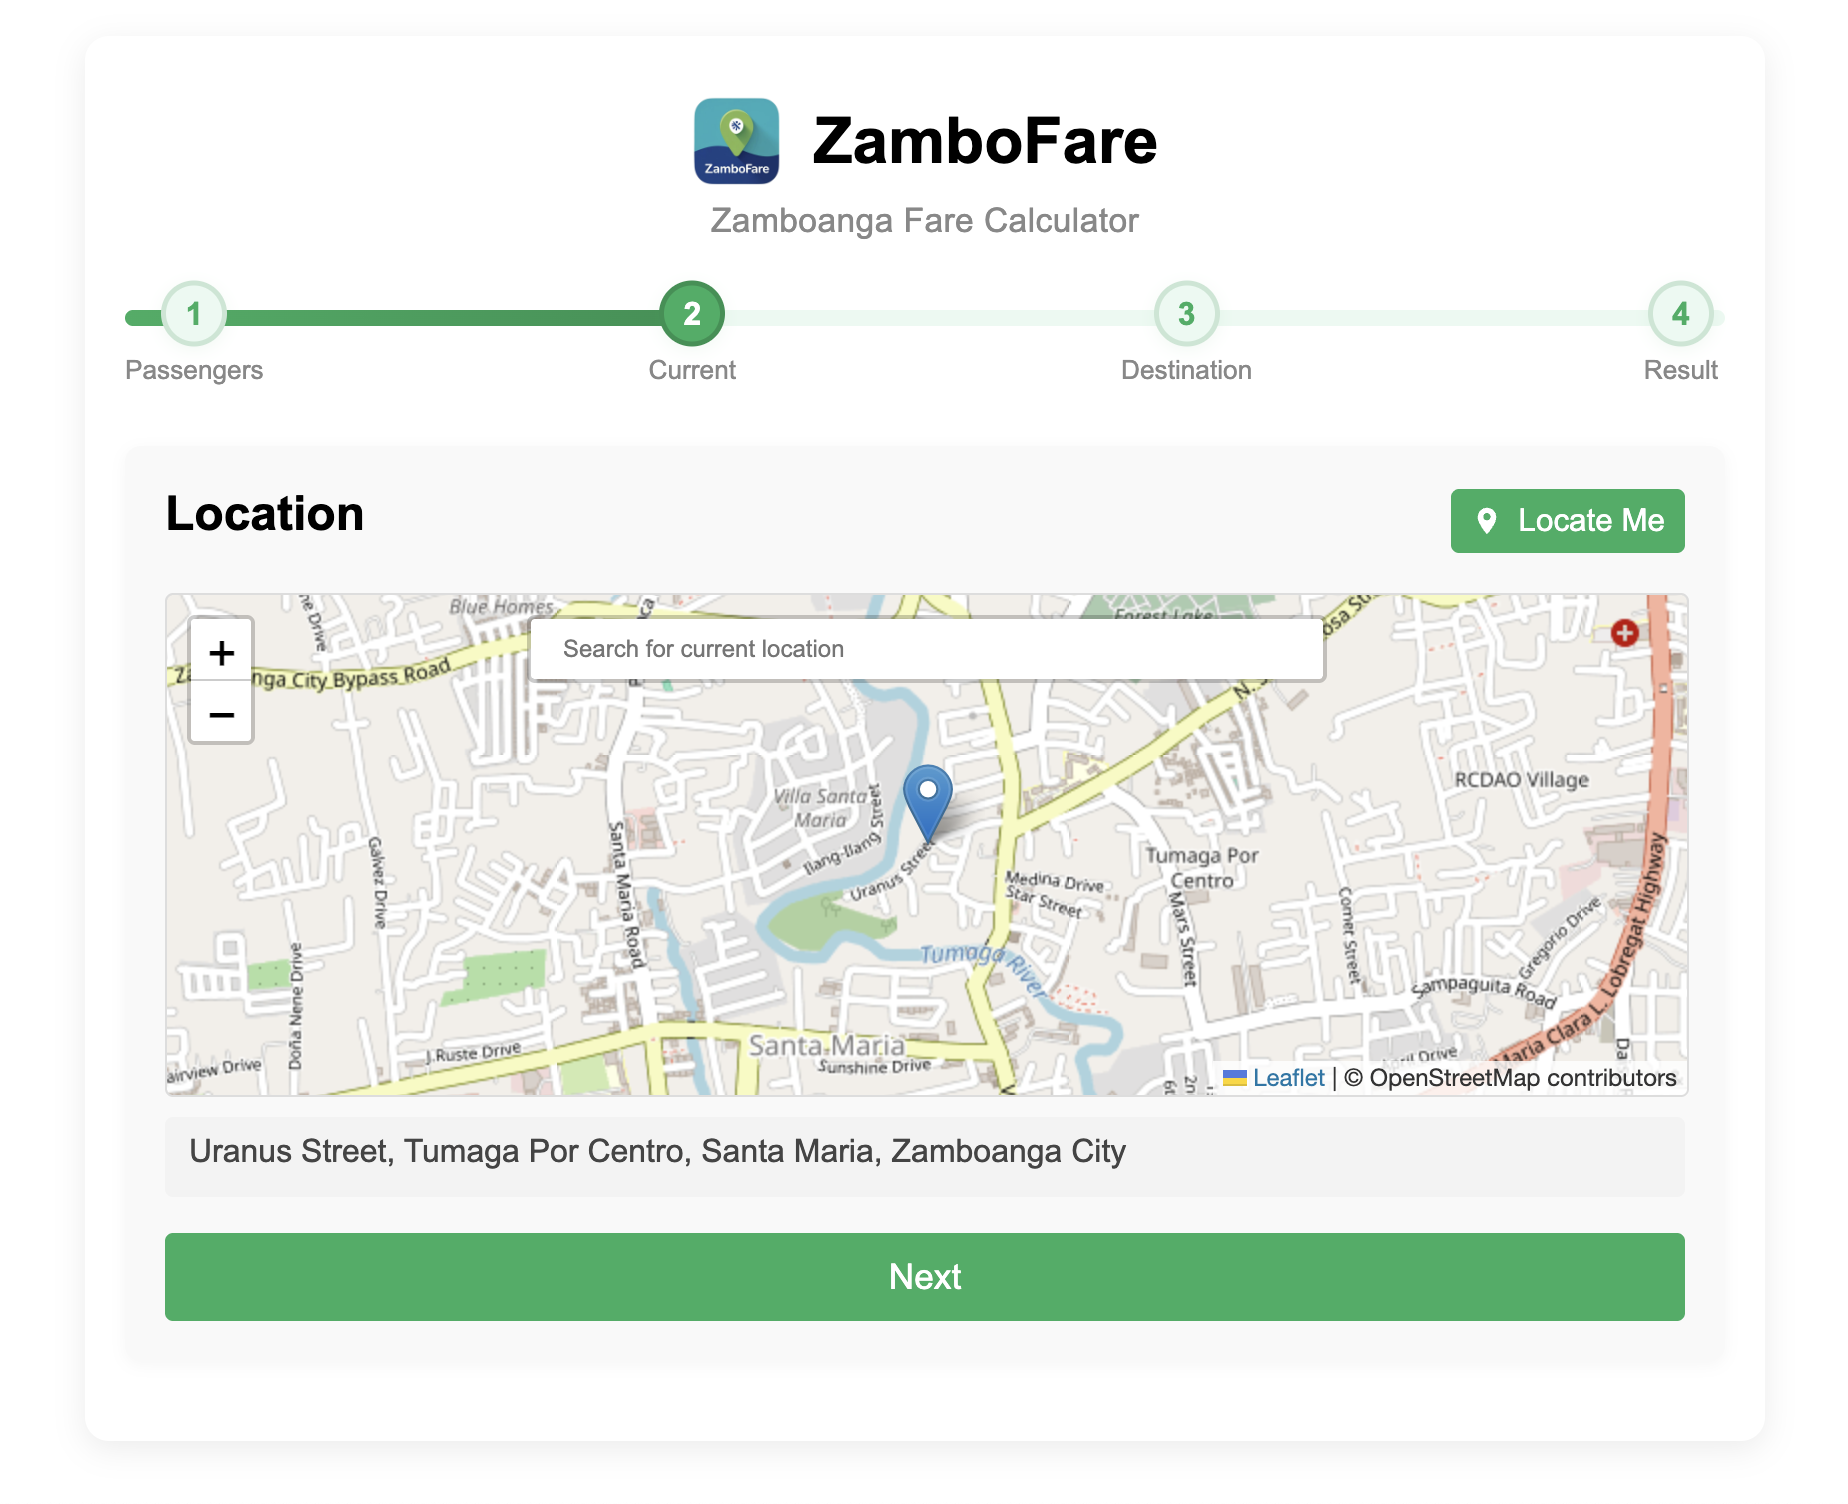 ZamboFare
ZamboFare
Zamboanga Fare Calculator
1
2
3
4
Passengers
Current
Destination
Result
Location
Locate Me
Blue Homes
Forest Lake
+
Search for current location
City Bypass Road
−
RCDAO Village
Villa Santa
Maria
Ilang-Ilang
Street
Uranus Street
Galvez Drive
Santa Maria Road
Tumaga Por
Centro
Medina Drive
Star Street
Mars Street
Comet Street
Gregorio Drive
Maria Clara L. Lobregat Highway
Tumaga River
Sampaguita Road
Doña Nene Drive
Santa Maria
J.Ruste Drive
Sunshine Drive
April Drive
Leaflet | © OpenStreetMap contributors
Uranus Street, Tumaga Por Centro, Santa Maria, Zamboanga City
Next